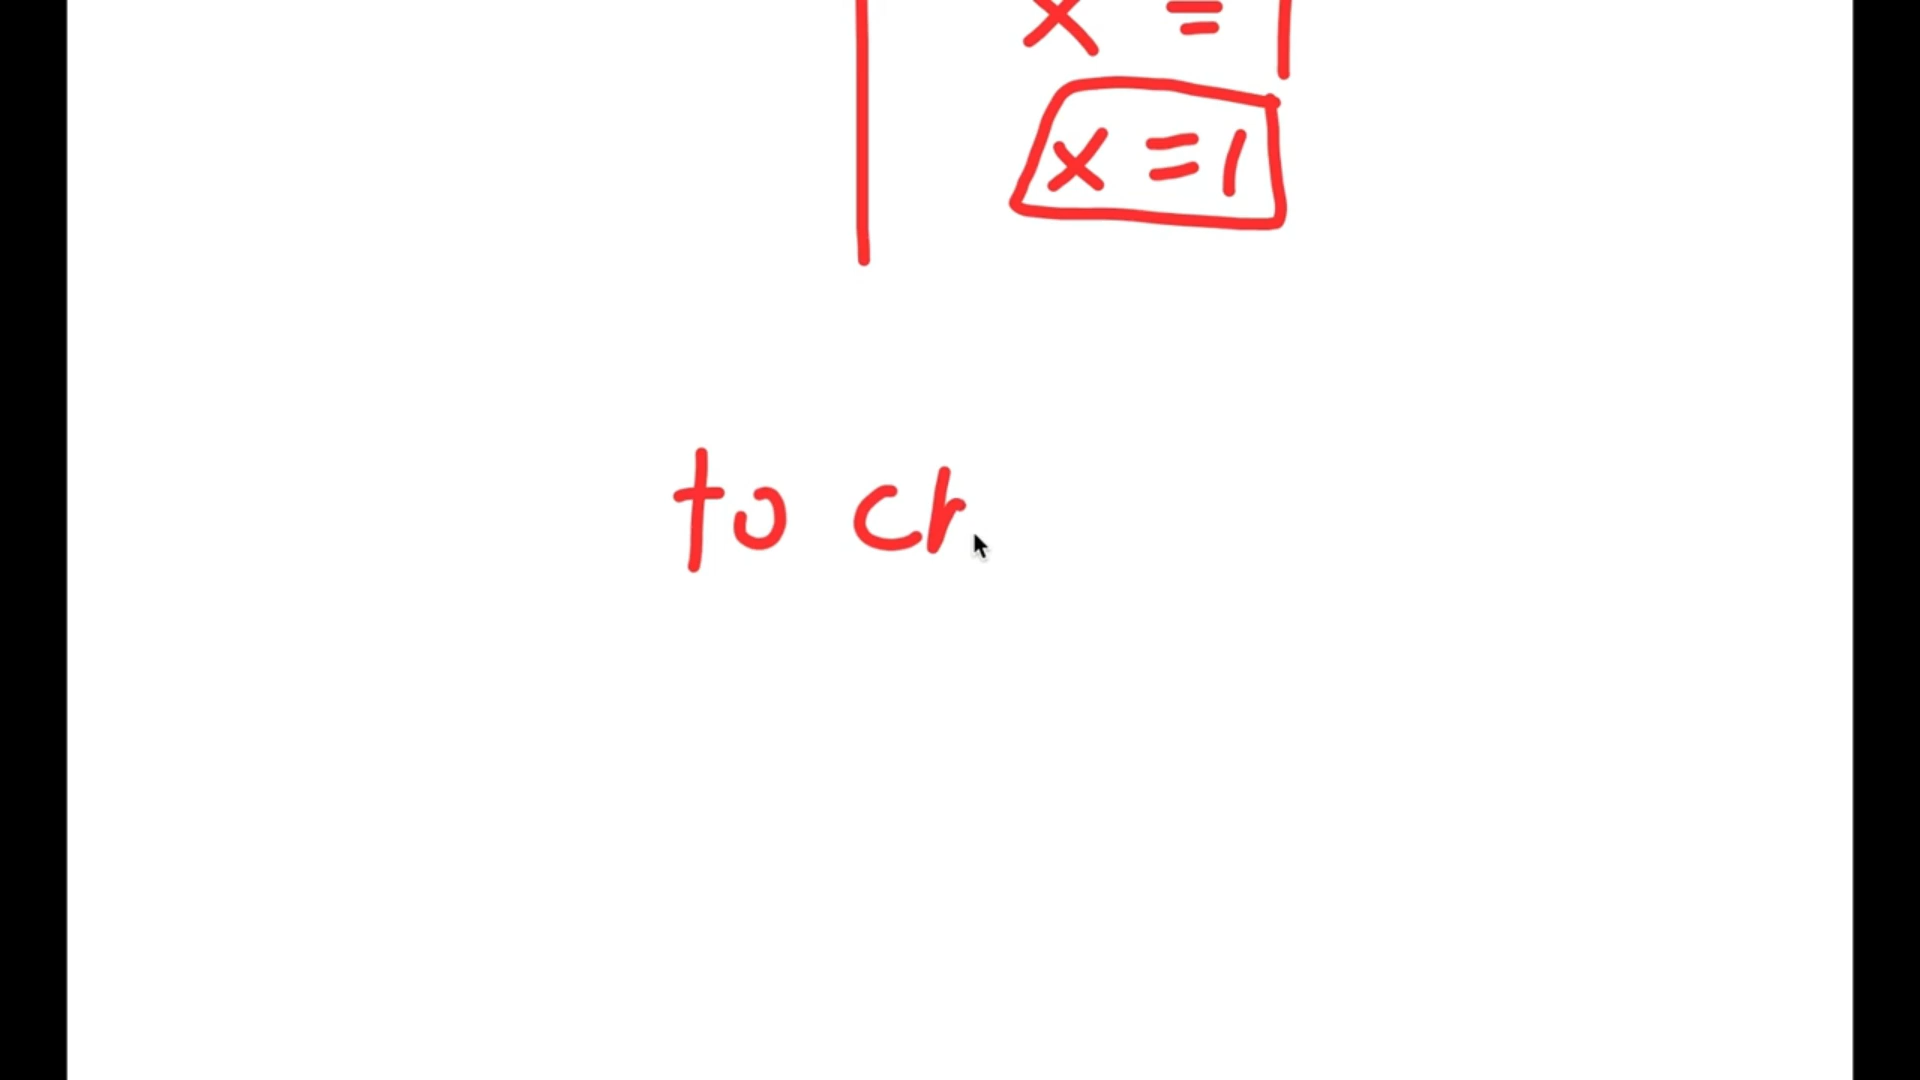 x = 1
x = 1
to ch